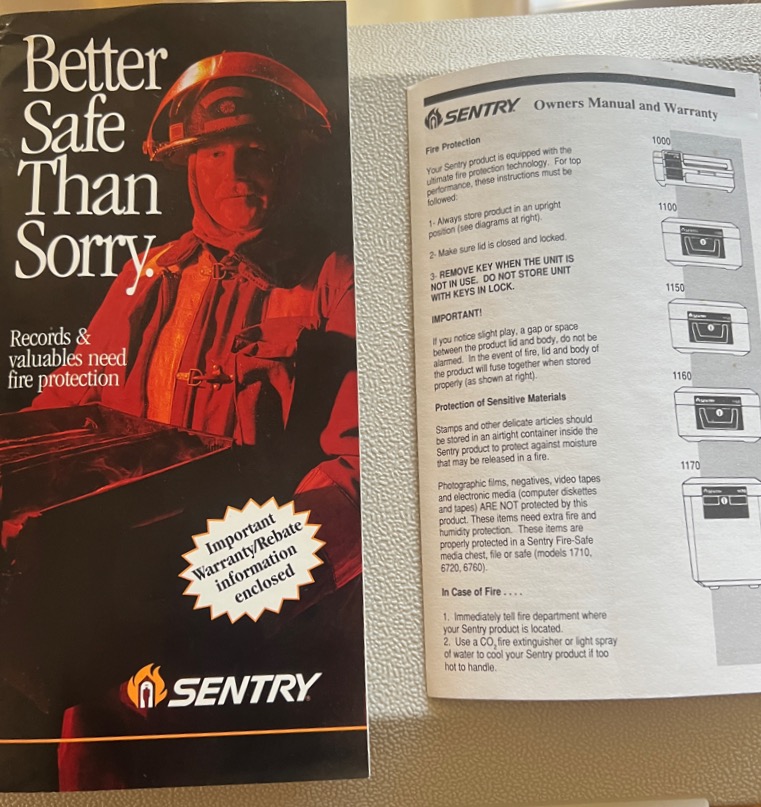 Better
Safe
Than
Sorry.
Records &
valuables need
fire protection
Important
Warranty/Rebate
information
enclosed
SENTRY®
SENTRY Owners Manual and Warranty
Fire Protection
Your Sentry product is equipped with the
ultimate fire protection technology. For top
performance, these instructions must be
followed:
1- Always store product in an upright
position (see diagrams at right).
2- Make sure lid is closed and locked.
3- REMOVE KEY WHEN THE UNIT IS
NOT IN USE. DO NOT STORE UNIT
WITH KEYS IN LOCK.
IMPORTANT!
If you notice slight play, a gap or space
between the product lid and body, do not be
alarmed. In the event of fire, lid and body of
the product will fuse together when stored
properly (as shown at right).
Protection of Sensitive Materials
Stamps and other delicate articles should
be stored in an airtight container inside the
Sentry product to protect against moisture
that may be released in a fire.
Photographic films, negatives, video tapes
and electronic media (computer diskettes
and tapes) ARE NOT protected by this
product. These items need extra fire and
humidity protection. These items are
properly protected in a Sentry Fire-Safe
media chest, file or safe (models 1710,
6720, 6760).
In Case of Fire . . . .
1. Immediately tell fire department where
your Sentry product is located.
2. Use a CO₂ fire extinguisher or light spray
of water to cool your Sentry product if too
hot to handle.
1000
1100
1150
1160
1170